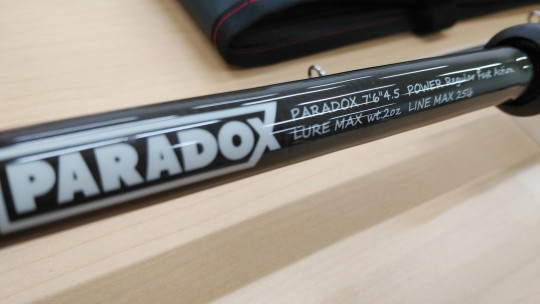 PARADOX
PARADOX 7'6"4.5 POWER Regular Fast Action
LURE MAX wt.2oz LINE MAX 25lb